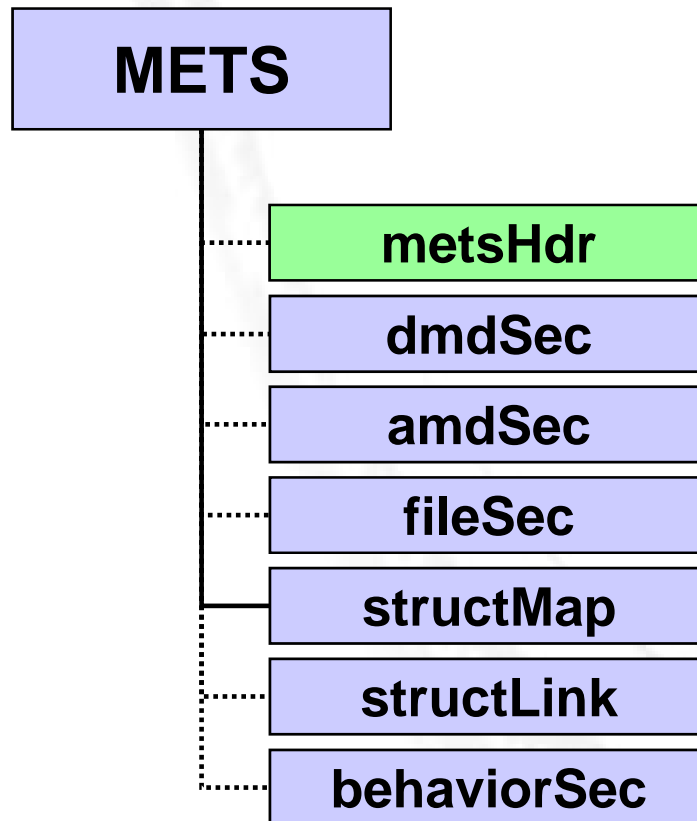 METS
metsHdr
dmdSec
amdSec
fileSec
structMap
structLink
behaviorSec